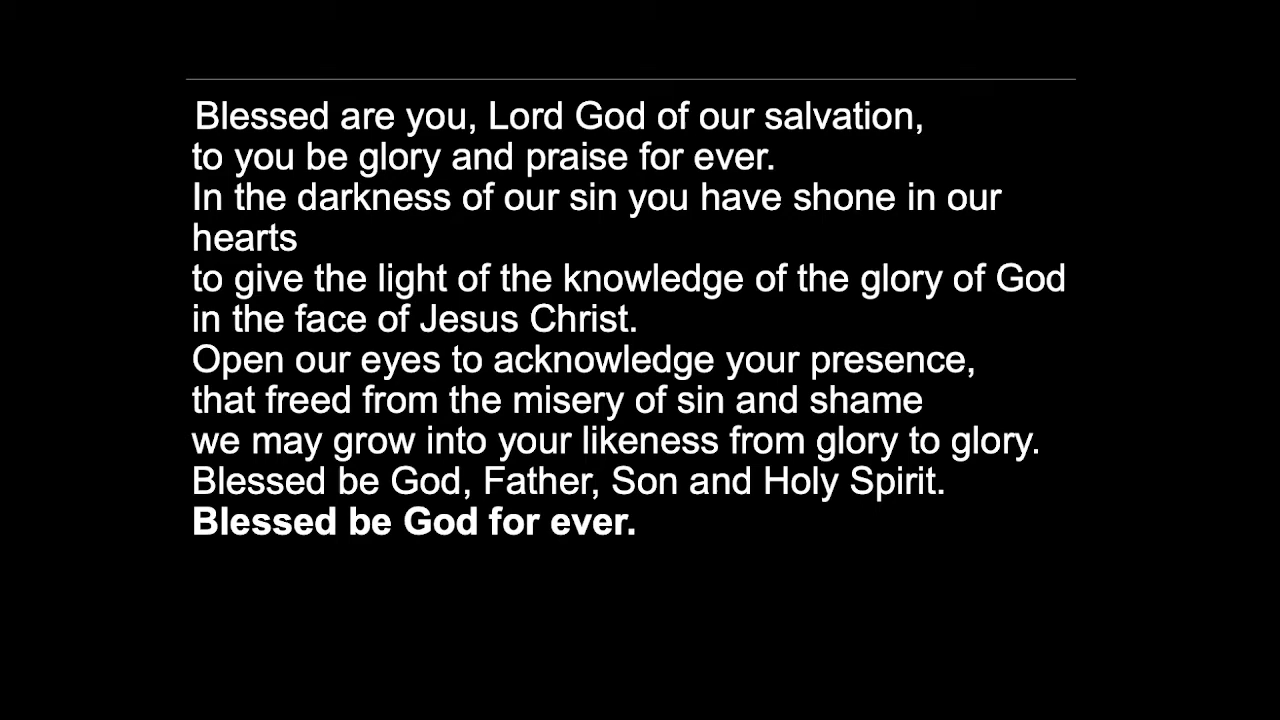 Blessed are you, Lord God of our salvation,
to you be glory and praise for ever.
In the darkness of our sin you have shone in our
hearts
to give the light of the knowledge of the glory of God
in the face of Jesus Christ.
Open our eyes to acknowledge your presence,
that freed from the misery of sin and shame
we may grow into your likeness from glory to glory.
Blessed be God, Father, Son and Holy Spirit.
Blessed be God for ever.